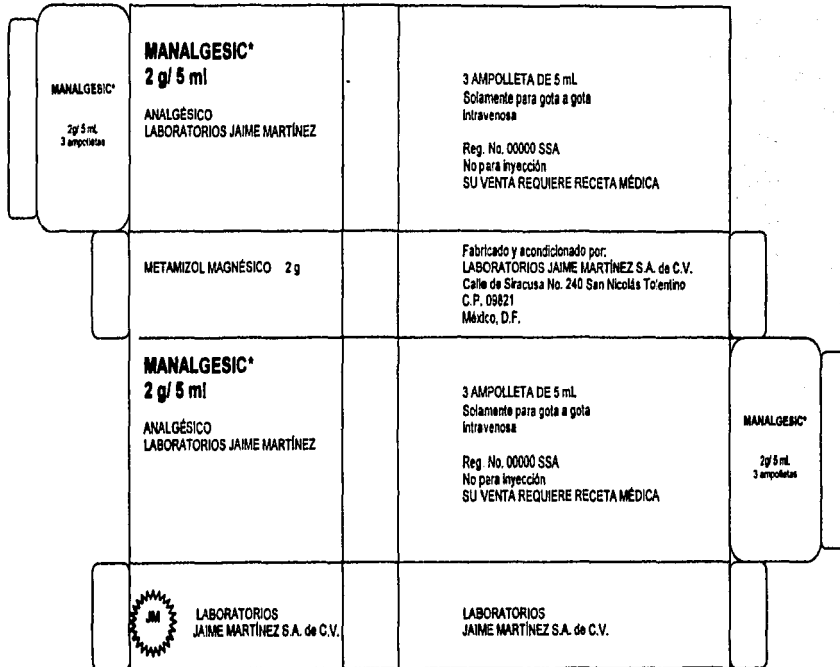 MANALGESIC*
2g/ 5 mL
3 ampolletas
MANALGESIC*
2 g/ 5 ml
ANALGÉSICO
LABORATORIOS JAIME MARTÍNEZ
3 AMPOLLETA DE 5 mL
Solamente para gota a gota
intravenosa
Reg. No. 00000 SSA
No para inyección
SU VENTA REQUIERE RECETA MÉDICA
METAMIZOL MAGNÉSICO 2 g
Fabricado y acondicionado por:
LABORATORIOS JAIME MARTÍNEZ S.A. de C.V.
Calle de Siracusa No. 240 San Nicolás Tolentino
C.P. 09821
México, D.F.
MANALGESIC*
2 g/ 5 ml
ANALGÉSICO
LABORATORIOS JAIME MARTÍNEZ
3 AMPOLLETA DE 5 mL
Solamente para gota a gota
intravenosa
Reg. No. 00000 SSA
No para inyección
SU VENTA REQUIERE RECETA MÉDICA
MANALGESIC*
2g/ 5 mL
3 ampolletas
JM
LABORATORIOS
JAIME MARTÍNEZ S.A. de C.V.
LABORATORIOS
JAIME MARTÍNEZ S.A. de C.V.